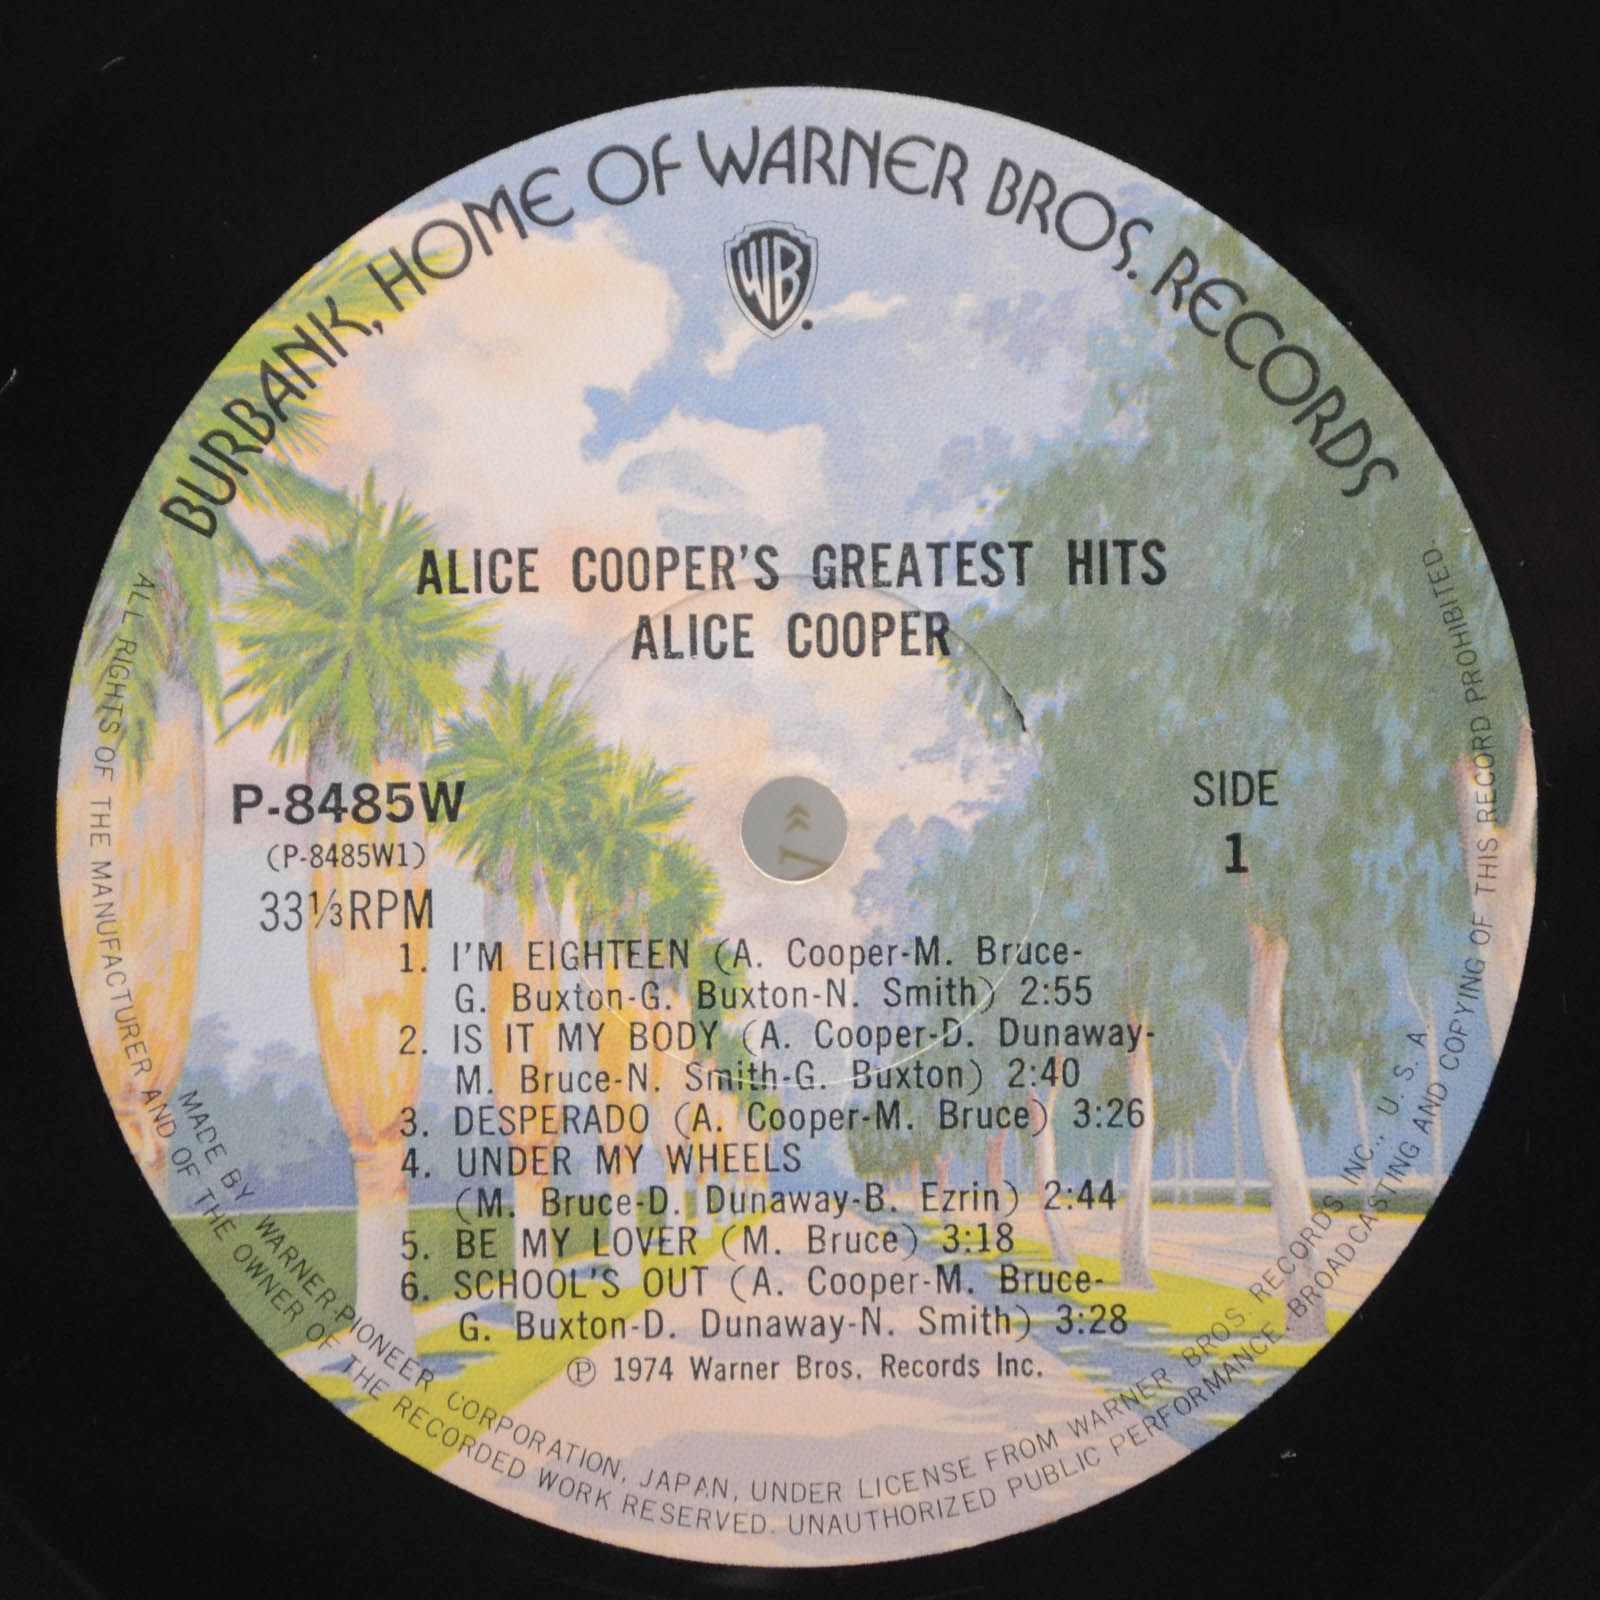 BURBANK, HOME OF WARNER BROS. RECORDS
WB
ALICE COOPER'S GREATEST HITS
ALICE COOPER
P-8485W
(P-8485W1)
33⅓RPM
SIDE
1
1. I'M EIGHTEEN (A. Cooper-M. Bruce-
G. Buxton-G. Buxton-N. Smith) 2:55
2. IS IT MY BODY (A. Cooper-D. Dunaway-
M. Bruce-N. Smith-G. Buxton) 2:40
3. DESPERADO (A. Cooper-M. Bruce) 3:26
4. UNDER MY WHEELS
(M. Bruce-D. Dunaway-B. Ezrin) 2:44
5. BE MY LOVER (M. Bruce) 3:18
6. SCHOOL'S OUT (A. Cooper-M. Bruce-
G. Buxton-D. Dunaway-N. Smith) 3:28
Ⓟ 1974 Warner Bros. Records Inc.
MADE BY WARNER-PIONEER CORPORATION, JAPAN, UNDER LICENSE FROM WARNER BROS. RECORDS INC., U. S. A.
ALL RIGHTS OF THE MANUFACTURER AND OF THE OWNER OF THE RECORDED WORK RESERVED. UNAUTHORIZED PUBLIC PERFORMANCE, BROADCASTING AND COPYING OF THIS RECORD PROHIBITED.